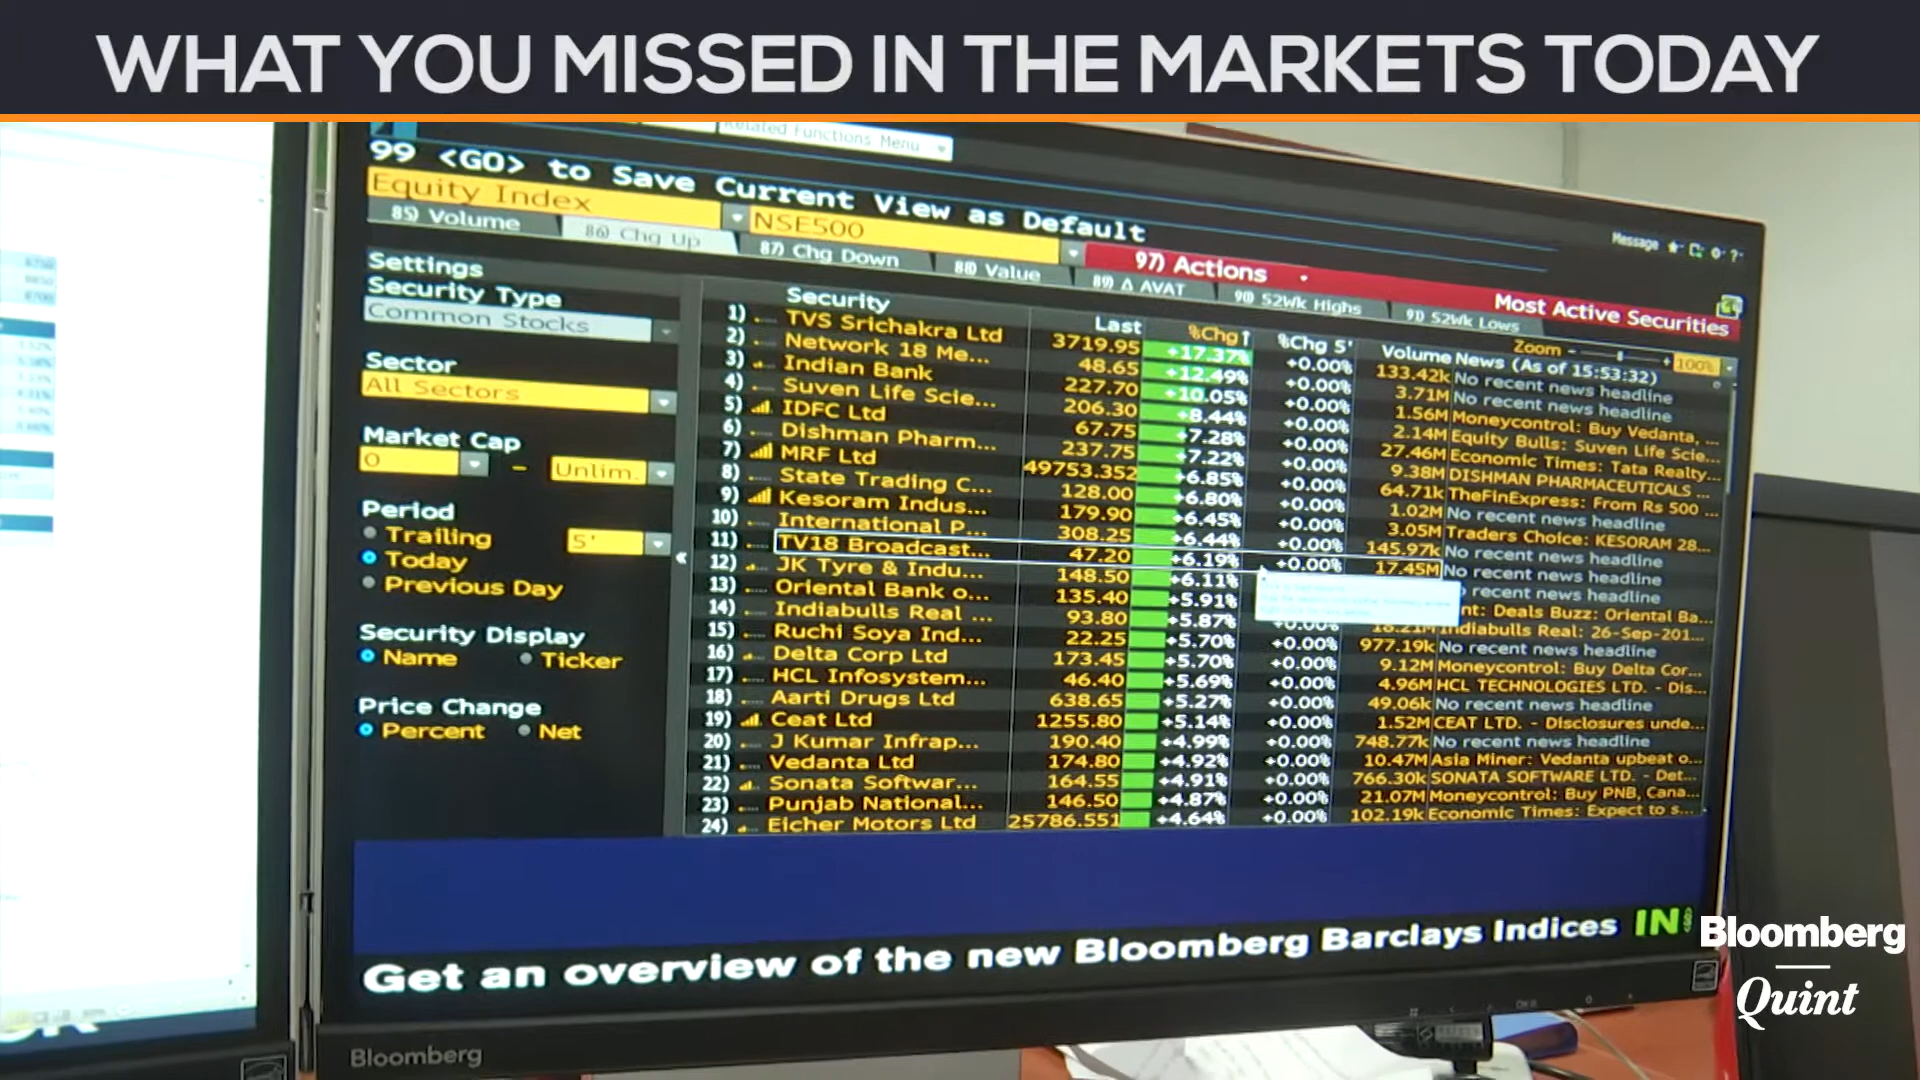 WHAT YOU MISSED IN THE MARKETS TODAY
Related Functions Menu
99 <GO> to Save Current View as Default
Message
Equity Index NSE500 97) Actions Most Active Securities
85) Volume 86) Chg Up 87) Chg Down 88) Value 89) Δ AVAT 90) 52Wk Highs 91) 52Wk Lows
Zoom - + 100%
Settings
Security Type
Common Stocks
Sector
All Sectors
Market Cap
0 - Unlim.
Period
Trailing 5'
Today
Previous Day
Security Display
Name Ticker
Price Change
Percent Net
Security Last %Chg↑ %Chg 5' Volume News (As of 15:53:32)
1) TVS Srichakra Ltd 3719.95 +17.37% +0.00% 133.42k No recent news headline
2) Network 18 Me... 48.65 +12.49% +0.00% 3.71M No recent news headline
3) Indian Bank 227.70 +10.05% +0.00% 1.56M Moneycontrol: Buy Vedanta, ...
4) Suven Life Scie... 206.30 +8.44% +0.00% 2.14M Equity Bulls: Suven Life Scie...
5) IDFC Ltd 67.75 +7.28% +0.00% 27.46M Economic Times: Tata Realty...
6) Dishman Pharm... 237.75 +7.22% +0.00% 9.38M DISHMAN PHARMACEUTICALS ...
7) MRF Ltd 49753.352 +6.85% +0.00% 64.71k TheFinExpress: From Rs 500 ...
8) State Trading C... 128.00 +6.80% +0.00% 1.02M No recent news headline
9) Kesoram Indus... 179.90 +6.45% +0.00% 3.05M Traders Choice: KESORAM 28...
10) International P... 308.25 +6.44% +0.00% 145.97k No recent news headline
11) TV18 Broadcast... 47.20 +6.19% +0.00% 17.45M No recent news headline
12) JK Tyre & Indu... 148.50 +6.11% recent news headline
13) Oriental Bank o... 135.40 +5.91% nt: Deals Buzz: Oriental Ba...
14) Indiabulls Real ... 93.80 +5.87% +0.00% 18.21M Indiabulls Real: 26-Sep-201...
15) Ruchi Soya Ind... 22.25 +5.70% +0.00% 977.19k No recent news headline
16) Delta Corp Ltd 173.45 +5.70% +0.00% 9.12M Moneycontrol: Buy Delta Cor...
17) HCL Infosystem... 46.40 +5.69% +0.00% 4.96M HCL TECHNOLOGIES LTD. - Dis...
18) Aarti Drugs Ltd 638.65 +5.27% +0.00% 49.06k No recent news headline
19) Ceat Ltd 1255.80 +5.14% +0.00% 1.52M CEAT LTD. - Disclosures unde...
20) J Kumar Infrap... 190.40 +4.99% +0.00% 748.77k No recent news headline
21) Vedanta Ltd 174.80 +4.92% +0.00% 10.47M Asia Miner: Vedanta upbeat o...
22) Sonata Softwar... 164.55 +4.91% +0.00% 766.30k SONATA SOFTWARE LTD. - Det...
23) Punjab National... 146.50 +4.87% +0.00% 21.07M Moneycontrol: Buy PNB, Cana...
24) Eicher Motors Ltd 25786.551 +4.64% +0.00% 102.19k Economic Times: Expect to s...
Get an overview of the new Bloomberg Barclays Indices IN
Bloomberg
Bloomberg
Quint